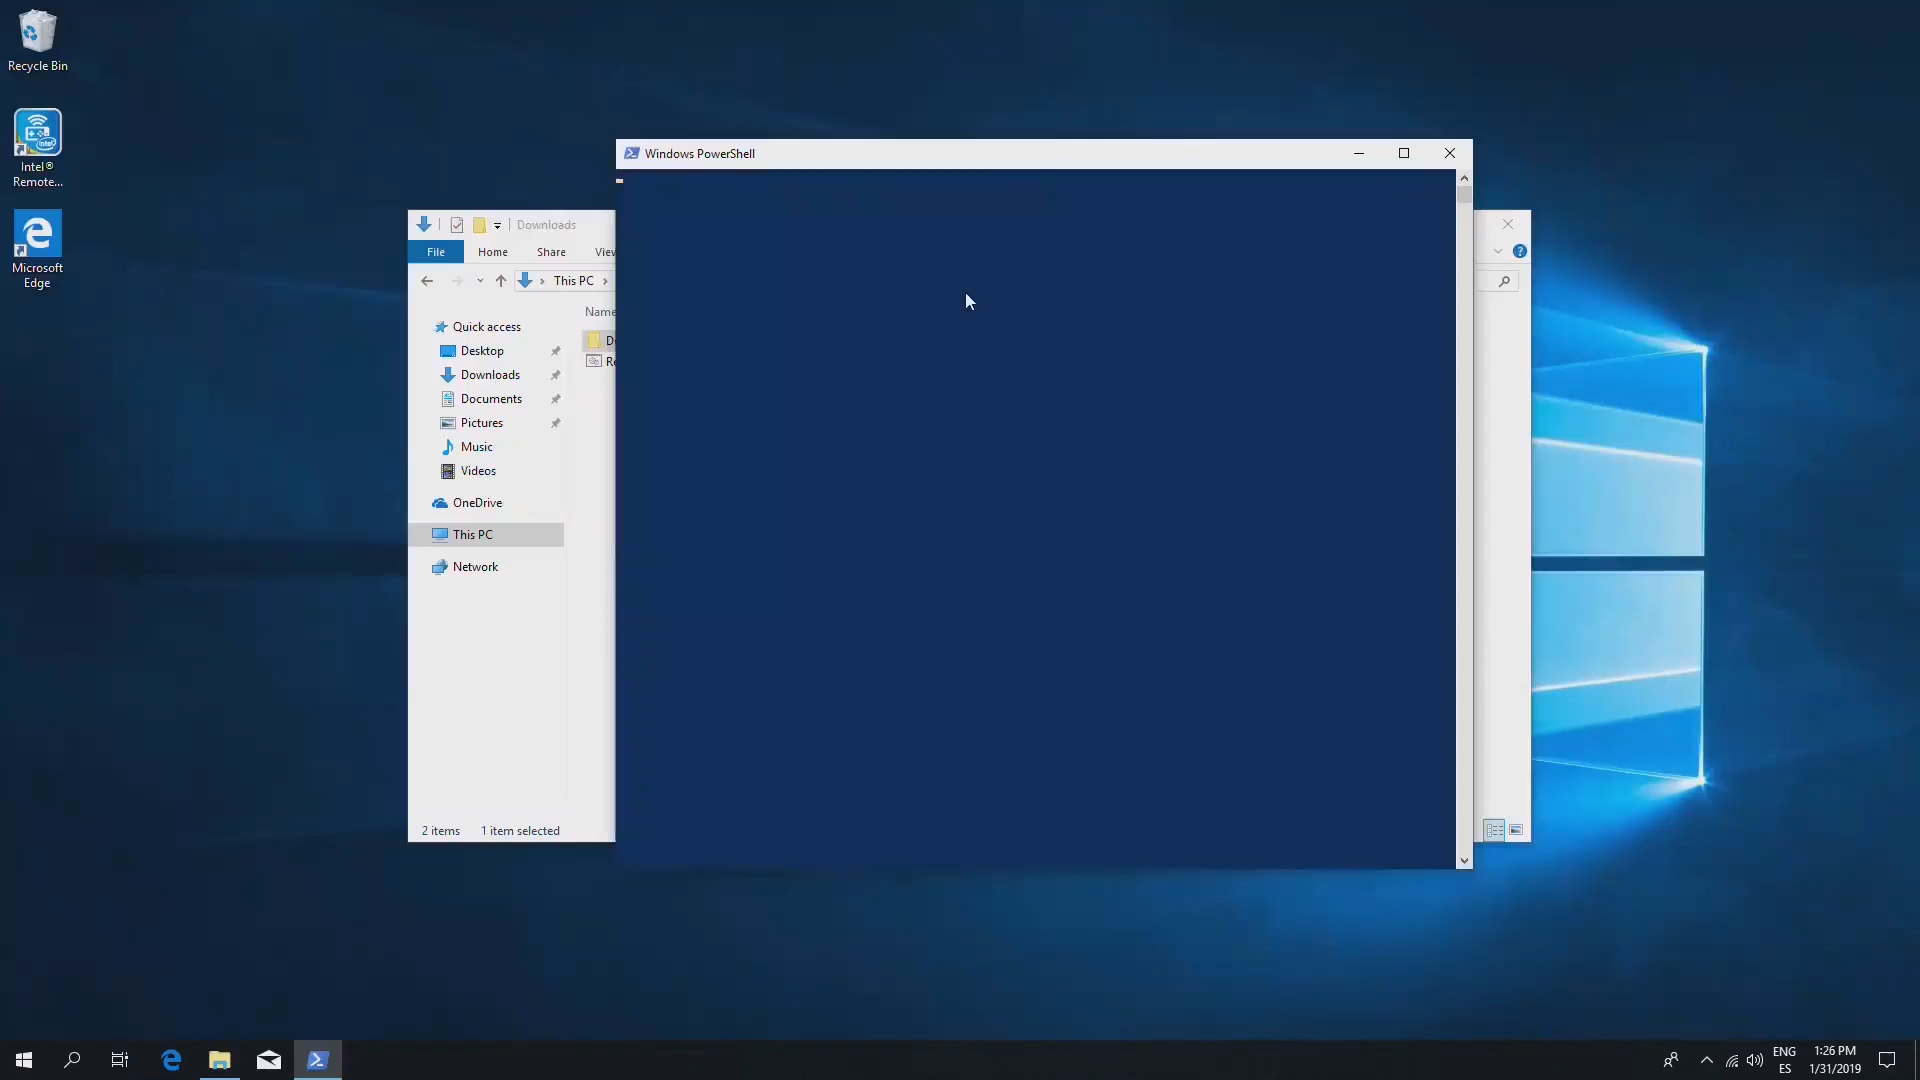 Recycle Bin
Intel®
Remote...
Microsoft
Edge
Windows PowerShell
Downloads
File
Home
Share
This PC
Name
Quick access
Desktop
Downloads
Documents
Pictures
Music
Videos
OneDrive
This PC
Network
2 items
1 item selected
ENG
ES
1:26 PM
1/31/2019